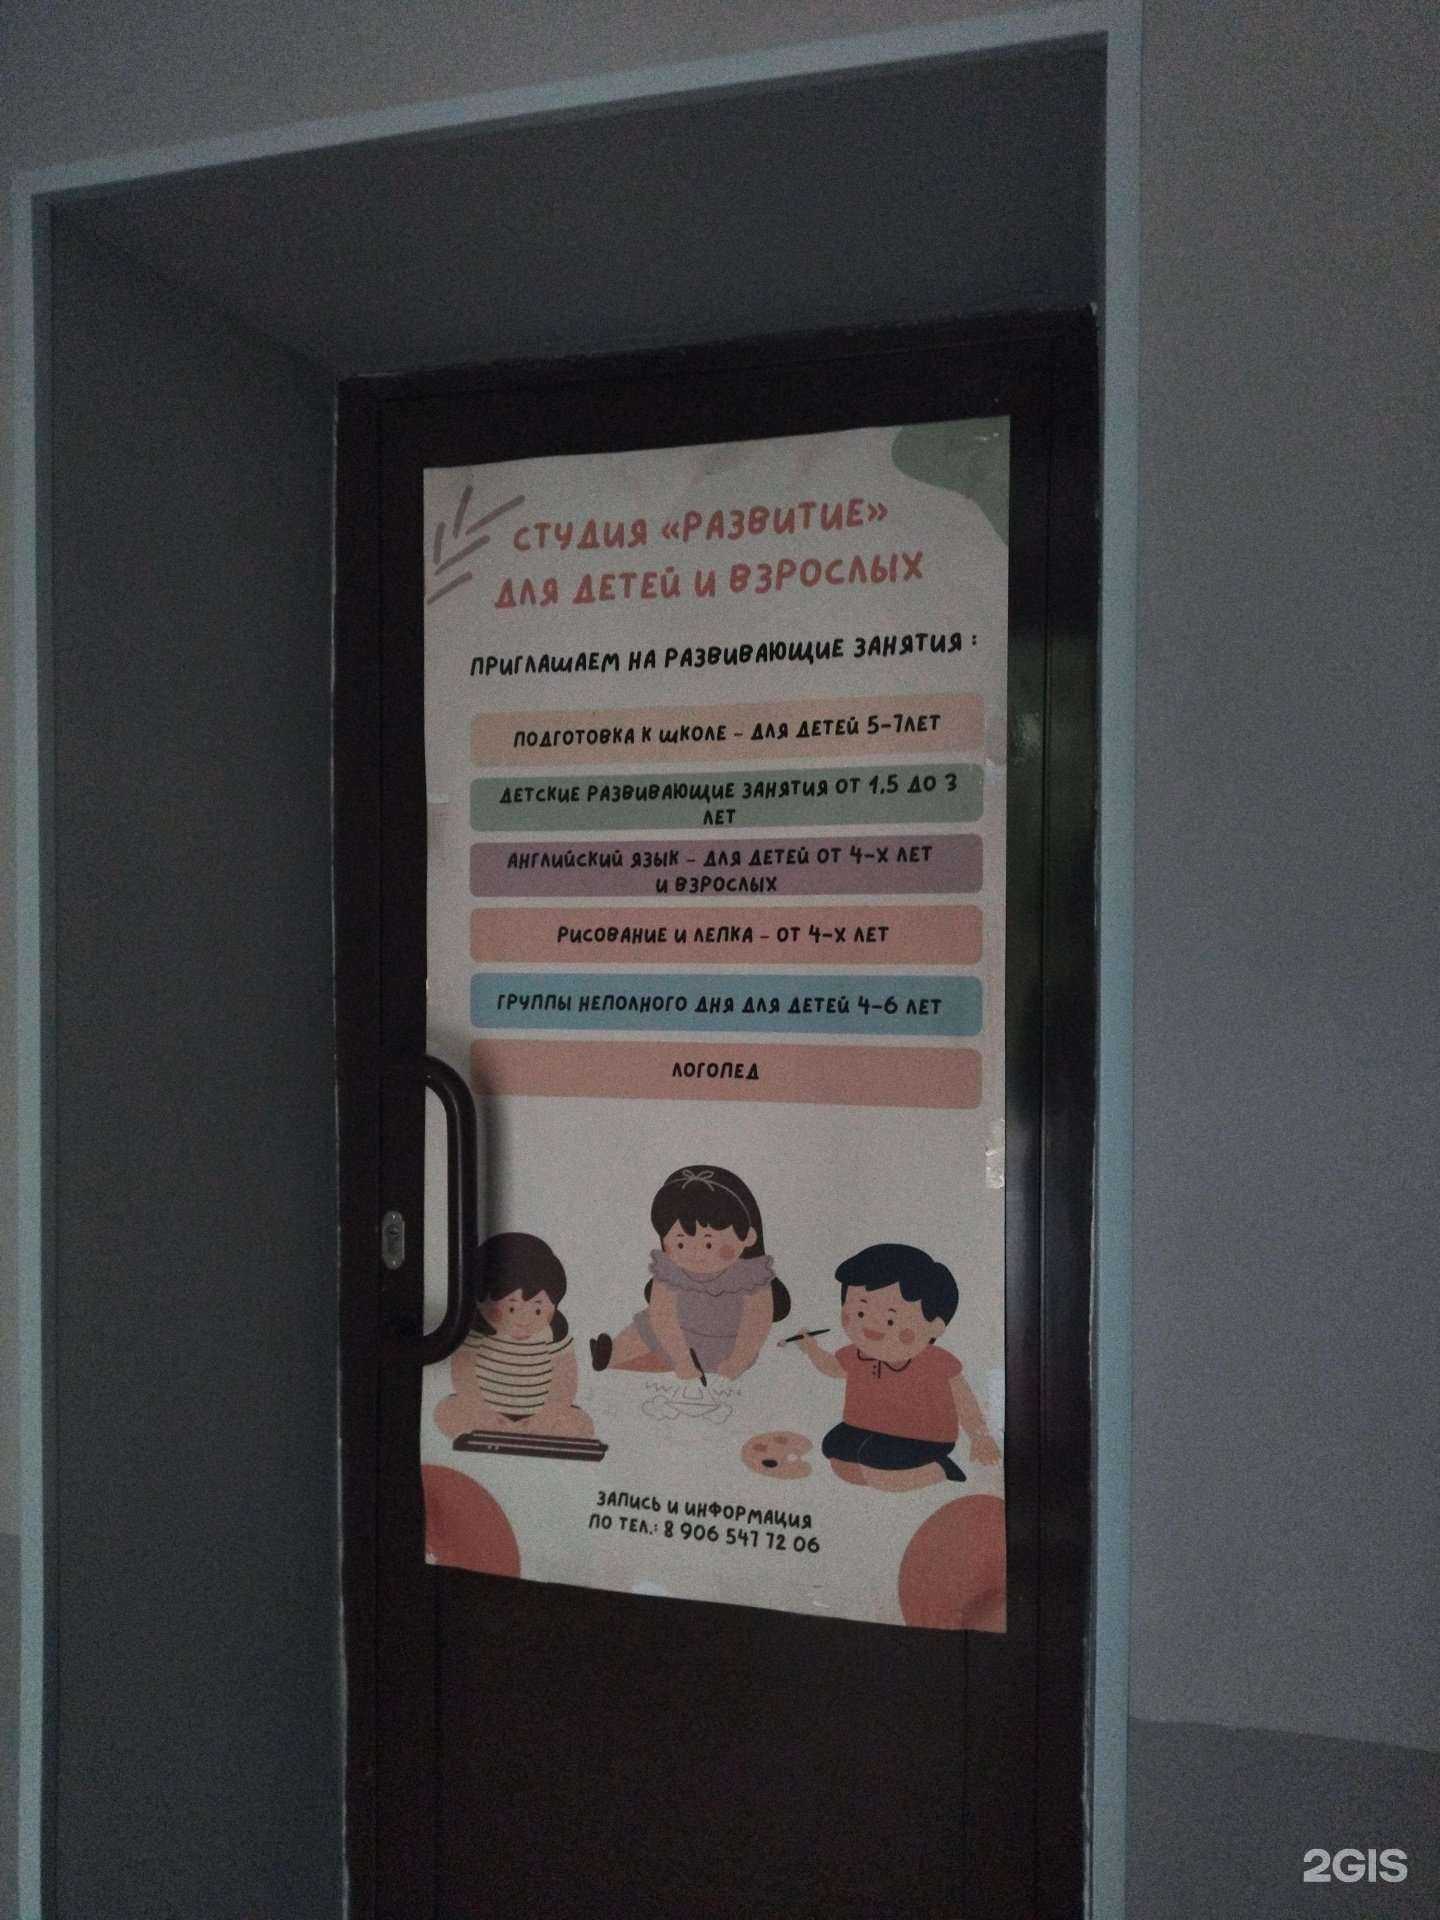 СТУДИЯ «РАЗВИТИЕ»
ДЛЯ ДЕТЕЙ И ВЗРОСЛЫХ
ПРИГЛАШАЕМ НА РАЗВИВАЮЩИЕ ЗАНЯТИЯ :
ПОДГОТОВКА К ШКОЛЕ - ДЛЯ ДЕТЕЙ 5-7ЛЕТ
ДЕТСКИЕ РАЗВИВАЮЩИЕ ЗАНЯТИЯ ОТ 1,5 ДО 3
ЛЕТ
АНГЛИЙСКИЙ ЯЗЫК - ДЛЯ ДЕТЕЙ ОТ 4-Х ЛЕТ
И ВЗРОСЛЫХ
РИСОВАНИЕ И ЛЕПКА - ОТ 4-Х ЛЕТ
ГРУППЫ НЕПОЛНОГО ДНЯ ДЛЯ ДЕТЕЙ 4-6 ЛЕТ
ЛОГОПЕД
ЗАПИСЬ И ИНФОРМАЦИЯ
ПО ТЕЛ.: 8 906 547 72 06
2GIS